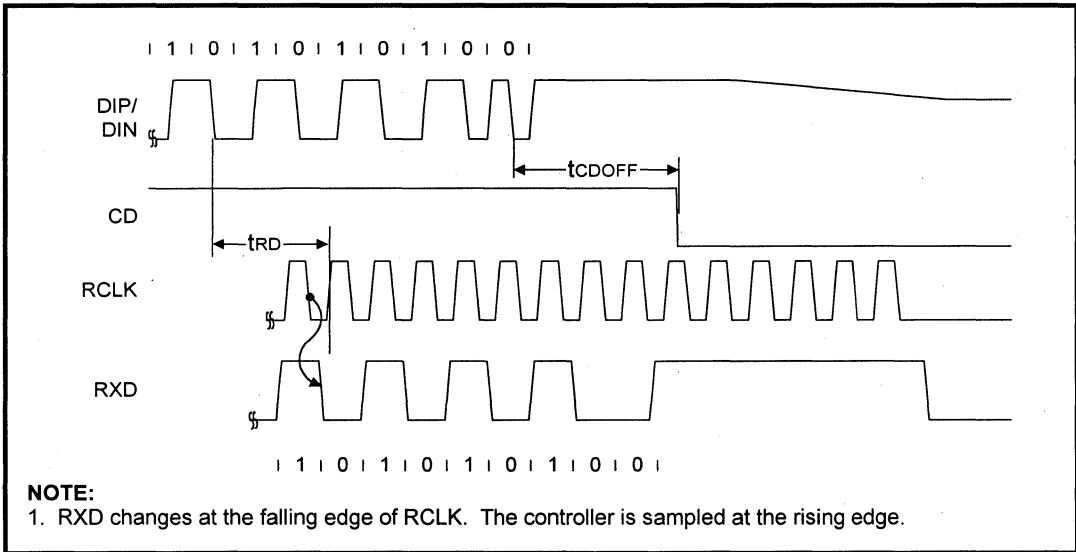 1 0 1 0 1 0 1 0 0
DIP/
DIN
tCDOFF
CD
tRD
RCLK
RXD
1 0 1 0 1 0 1 0 0
NOTE:
1. RXD changes at the falling edge of RCLK. The controller is sampled at the rising edge.